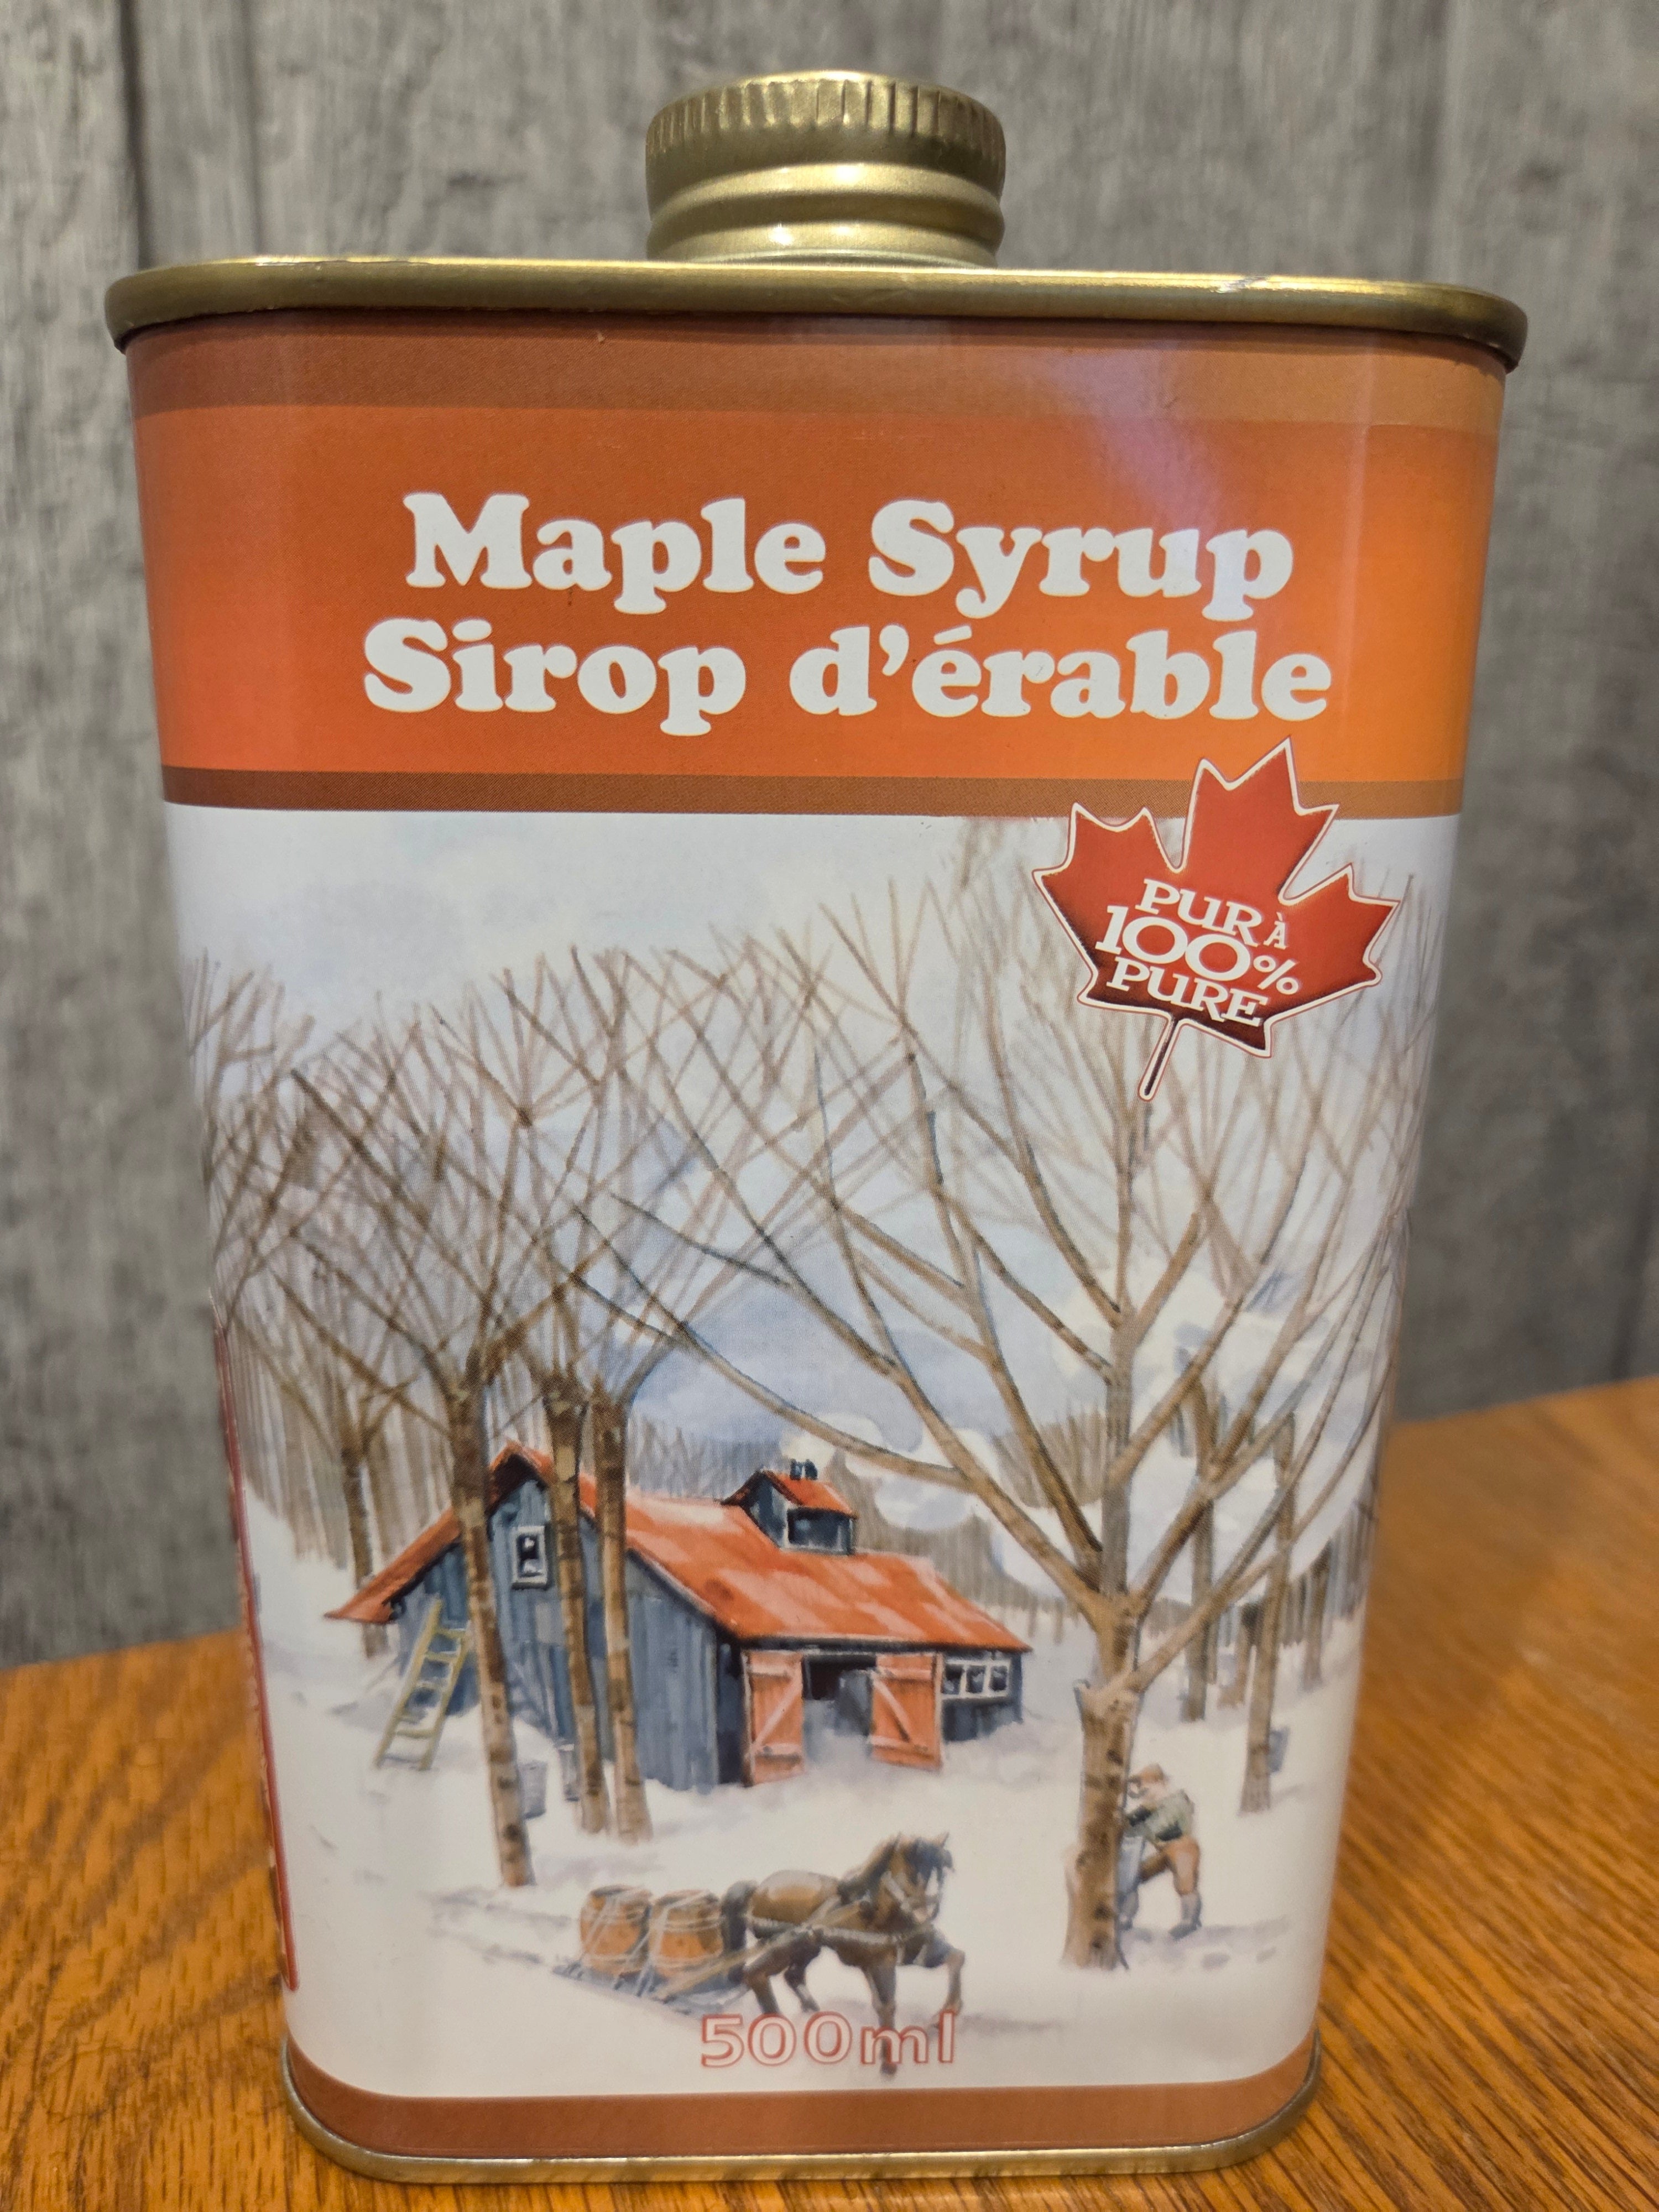 Maple Syrup
Sirop d'érable
PUR À
100%
PURE
500ml